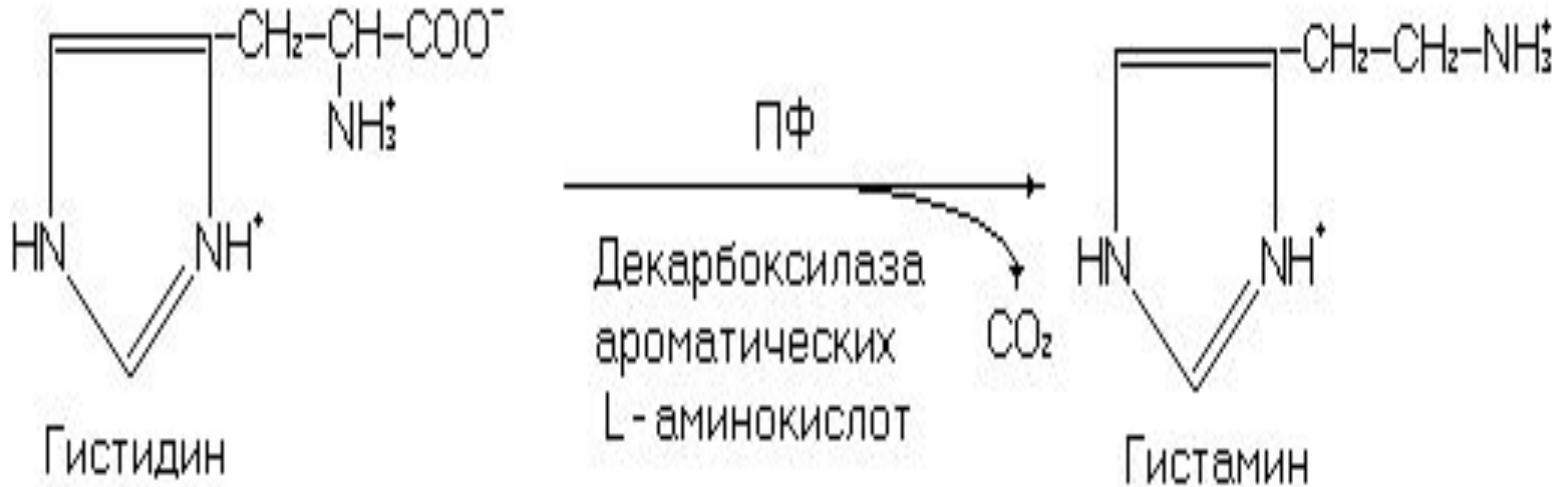 CH₂-CH-COO⁻
NH₃⁺
HN
NH⁺
Гистидин
ПФ
Декарбоксилаза
ароматических
L-аминокислот
CO₂
CH₂-CH₂-NH₃⁺
HN
NH⁺
Гистамин